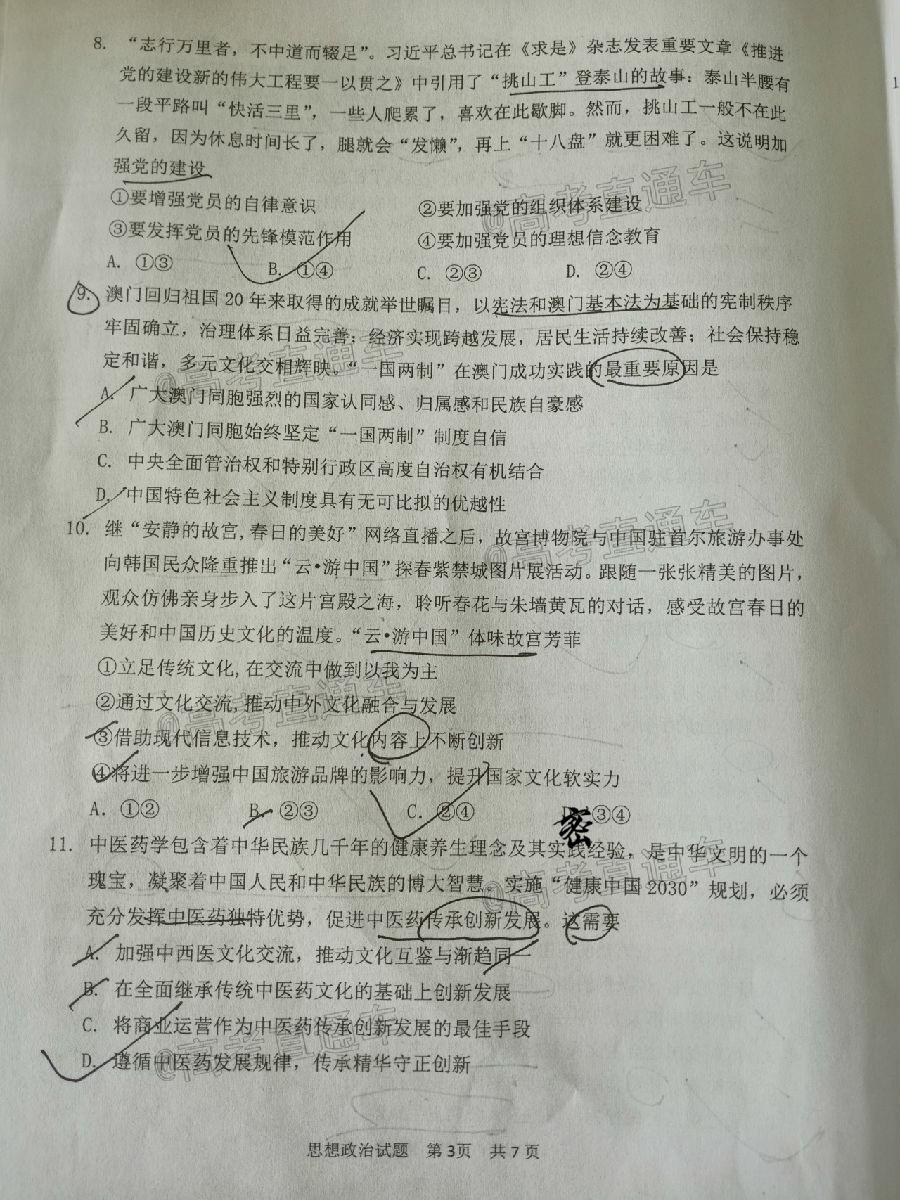 8. “志行万里者，不中道而辍足”。习近平总书记在《求是》杂志发表重要文章《推进
党的建设新的伟大工程要一以贯之》中引用了“挑山工”登泰山的故事：泰山半腰有
一段平路叫“快活三里”，一些人爬累了，喜欢在此歇脚。然而，挑山工一般不在此
久留，因为休息时间长了，腿就会“发懒”，再上“十八盘”就更困难了。这说明加
强党的建设
①要增强党员的自律意识 ②要加强党的组织体系建设
③要发挥党员的先锋模范作用 ④要加强党员的理想信念教育
A. ①③ B. ①④ C. ②③ D. ②④
9. 澳门回归祖国 20 年来取得的成就举世瞩目，以宪法和澳门基本法为基础的宪制秩序
牢固确立，治理体系日益完善；经济实现跨越发展，居民生活持续改善；社会保持稳
定和谐，多元文化交相辉映。“一国两制”在澳门成功实践的最重要原因是
A. 广大澳门同胞强烈的国家认同感、归属感和民族自豪感
B. 广大澳门同胞始终坚定“一国两制”制度自信
C. 中央全面管治权和特别行政区高度自治权有机结合
D. 中国特色社会主义制度具有无可比拟的优越性
10. 继“安静的故宫,春日的美好”网络直播之后，故宫博物院与中国驻首尔旅游办事处
向韩国民众隆重推出“云•游中国”探春紫禁城图片展活动。跟随一张张精美的图片，
观众仿佛亲身步入了这片宫殿之海，聆听春花与朱墙黄瓦的对话，感受故宫春日的
美好和中国历史文化的温度。“云•游中国”体味故宫芳菲
①立足传统文化,在交流中做到以我为主
②通过文化交流,推动中外文化融合与发展
③借助现代信息技术，推动文化内容上不断创新
④将进一步增强中国旅游品牌的影响力，提升国家文化软实力
A. ①② B. ②③ C. ②④ 密 ③④
11. 中医药学包含着中华民族几千年的健康养生理念及其实践经验，是中华文明的一个
瑰宝，凝聚着中国人民和中华民族的博大智慧。实施“健康中国 2030”规划，必须
充分发挥中医药独特优势，促进中医药传承创新发展。这需要
A. 加强中西医文化交流，推动文化互鉴与渐趋同一
B. 在全面继承传统中医药文化的基础上创新发展
C. 将商业运营作为中医药传承创新发展的最佳手段
D. 遵循中医药发展规律，传承精华守正创新
思想政治试题 第 3页 共 7 页
@高考直通车
@高考直通车
@高考直通车
@高考直通车
@高考直通车
@高考直通车